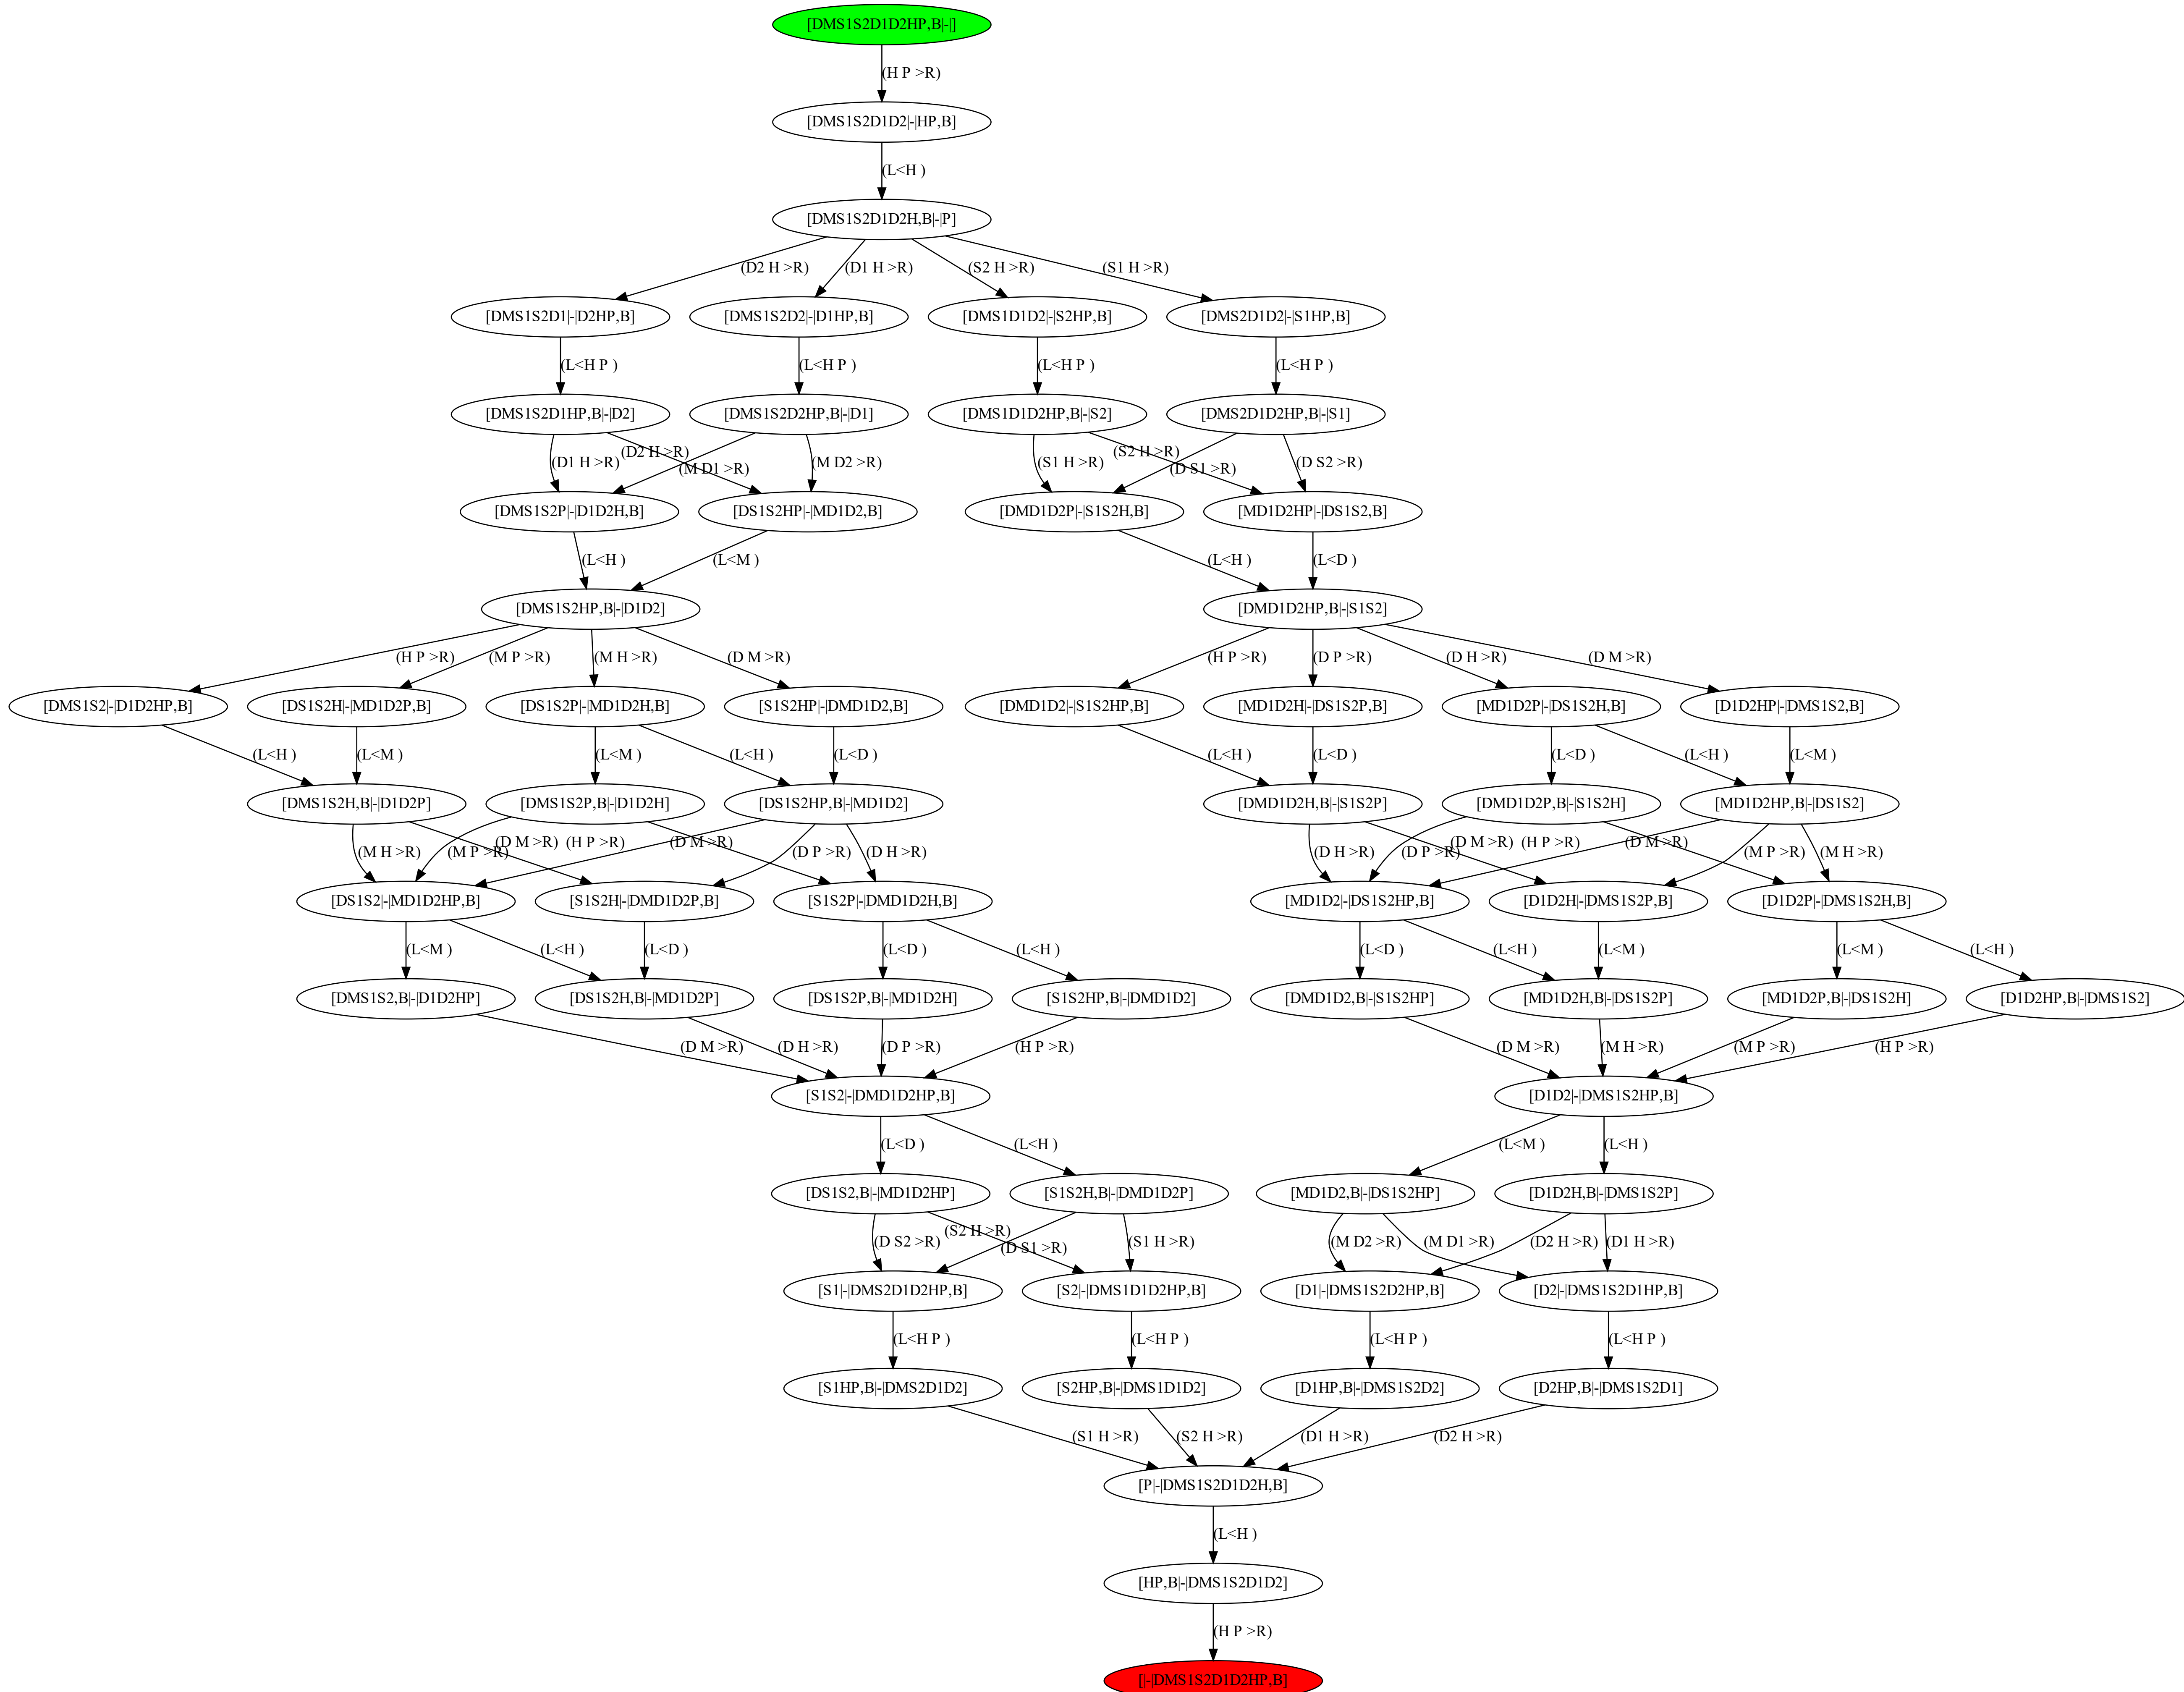 [DMS1S2D1D2HP,B|-|]
(H P >R)
[DMS1S2D1D2|-|HP,B]
(L<H )
[DMS1S2D1D2H,B|-|P]
(D2 H >R)
(D1 H >R)
(S2 H >R)
(S1 H >R)
[DMS1S2D1|-|D2HP,B]
[DMS1S2D2|-|D1HP,B]
[DMS1D1D2|-|S2HP,B]
[DMS2D1D2|-|S1HP,B]
(L<H P )
(L<H P )
(L<H P )
(L<H P )
[DMS1S2D1HP,B|-|D2]
[DMS1S2D2HP,B|-|D1]
[DMS1D1D2HP,B|-|S2]
[DMS2D1D2HP,B|-|S1]
(D1 H >R)
(D2 H >R)
(M D1 >R)
(M D2 >R)
(S1 H >R)
(S2 H >R)
(D S1 >R)
(D S2 >R)
[DMS1S2P|-|D1D2H,B]
[DS1S2HP|-|MD1D2,B]
[DMD1D2P|-|S1S2H,B]
[MD1D2HP|-|DS1S2,B]
(L<H )
(L<M )
(L<H )
(L<D )
[DMS1S2HP,B|-|D1D2]
[DMD1D2HP,B|-|S1S2]
(H P >R)
(M P >R)
(M H >R)
(D M >R)
(H P >R)
(D P >R)
(D H >R)
(D M >R)
[DMS1S2|-|D1D2HP,B]
[DS1S2H|-|MD1D2P,B]
[DS1S2P|-|MD1D2H,B]
[S1S2HP|-|DMD1D2,B]
[DMD1D2|-|S1S2HP,B]
[MD1D2H|-|DS1S2P,B]
[MD1D2P|-|DS1S2H,B]
[D1D2HP|-|DMS1S2,B]
(L<H )
(L<M )
(L<M )
(L<H )
(L<D )
(L<H )
(L<D )
(L<D )
(L<H )
(L<M )
[DMS1S2H,B|-|D1D2P]
[DMS1S2P,B|-|D1D2H]
[DS1S2HP,B|-|MD1D2]
[DMD1D2H,B|-|S1S2P]
[DMD1D2P,B|-|S1S2H]
[MD1D2HP,B|-|DS1S2]
(M H >R)
(M P >R)
(D M >R)
(H P >R)
(D M >R)
(D P >R)
(D H >R)
(D H >R)
(D P >R)
(D M >R)
(H P >R)
(D M >R)
(M P >R)
(M H >R)
[DS1S2|-|MD1D2HP,B]
[S1S2H|-|DMD1D2P,B]
[S1S2P|-|DMD1D2H,B]
[MD1D2|-|DS1S2HP,B]
[D1D2H|-|DMS1S2P,B]
[D1D2P|-|DMS1S2H,B]
(L<M )
(L<H )
(L<D )
(L<D )
(L<H )
(L<D )
(L<H )
(L<M )
(L<M )
(L<H )
[DMS1S2,B|-|D1D2HP]
[DS1S2H,B|-|MD1D2P]
[DS1S2P,B|-|MD1D2H]
[S1S2HP,B|-|DMD1D2]
[DMD1D2,B|-|S1S2HP]
[MD1D2H,B|-|DS1S2P]
[MD1D2P,B|-|DS1S2H]
[D1D2HP,B|-|DMS1S2]
(D M >R)
(D H >R)
(D P >R)
(H P >R)
(D M >R)
(M H >R)
(M P >R)
(H P >R)
[S1S2|-|DMD1D2HP,B]
[D1D2|-|DMS1S2HP,B]
(L<D )
(L<H )
(L<M )
(L<H )
[DS1S2,B|-|MD1D2HP]
[S1S2H,B|-|DMD1D2P]
[MD1D2,B|-|DS1S2HP]
[D1D2H,B|-|DMS1S2P]
(D S2 >R)
(S2 H >R)
(D S1 >R)
(S1 H >R)
(M D2 >R)
(M D1 >R)
(D2 H >R)
(D1 H >R)
[S1|-|DMS2D1D2HP,B]
[S2|-|DMS1D1D2HP,B]
[D1|-|DMS1S2D2HP,B]
[D2|-|DMS1S2D1HP,B]
(L<H P )
(L<H P )
(L<H P )
(L<H P )
[S1HP,B|-|DMS2D1D2]
[S2HP,B|-|DMS1D1D2]
[D1HP,B|-|DMS1S2D2]
[D2HP,B|-|DMS1S2D1]
(S1 H >R)
(S2 H >R)
(D1 H >R)
(D2 H >R)
[P|-|DMS1S2D1D2H,B]
(L<H )
[HP,B|-|DMS1S2D1D2]
(H P >R)
[|-|DMS1S2D1D2HP,B]